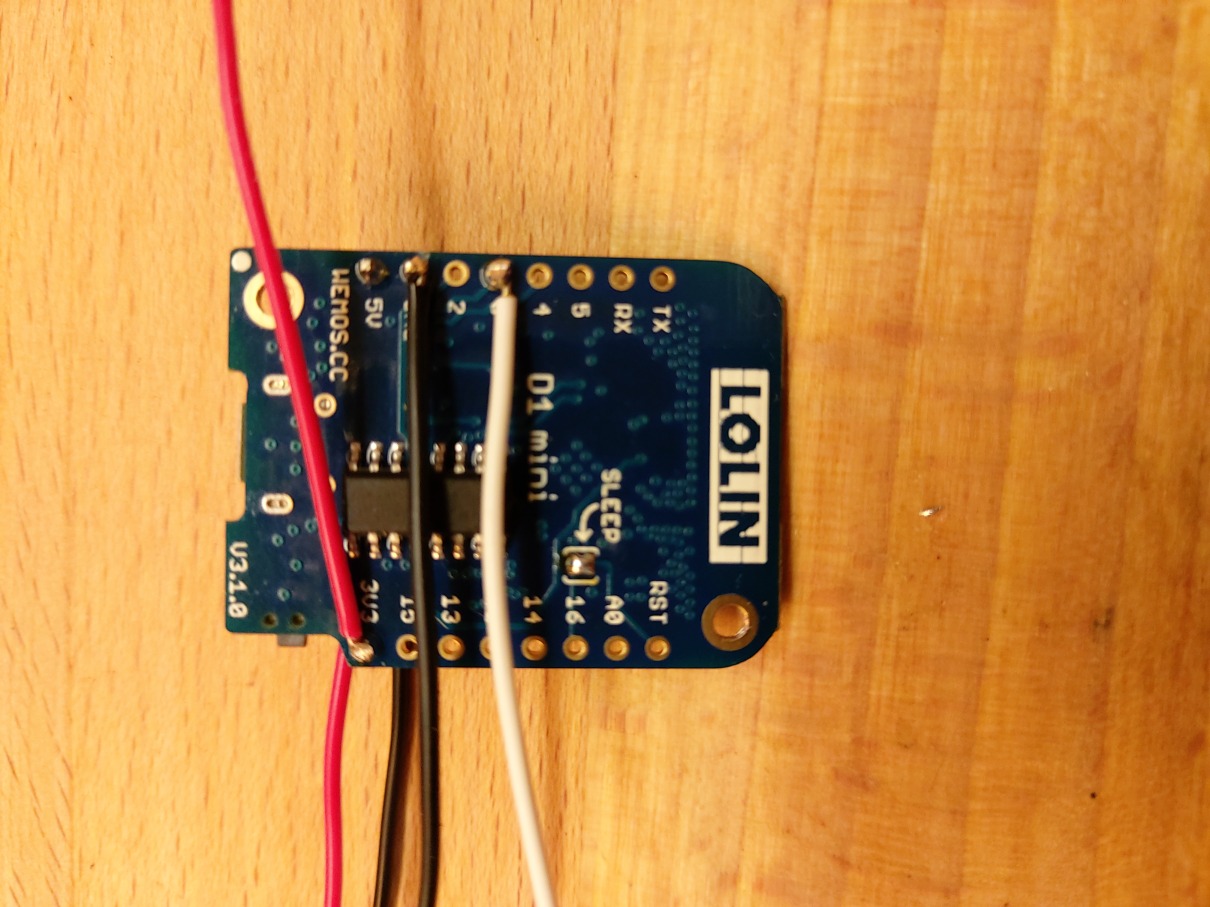 LOLIN
TX
RST
RX
A0
SLEEP
5
16
D1 mini
4
14
2
13
15
5V
3V3
WEMOS.CC
V3.1.0